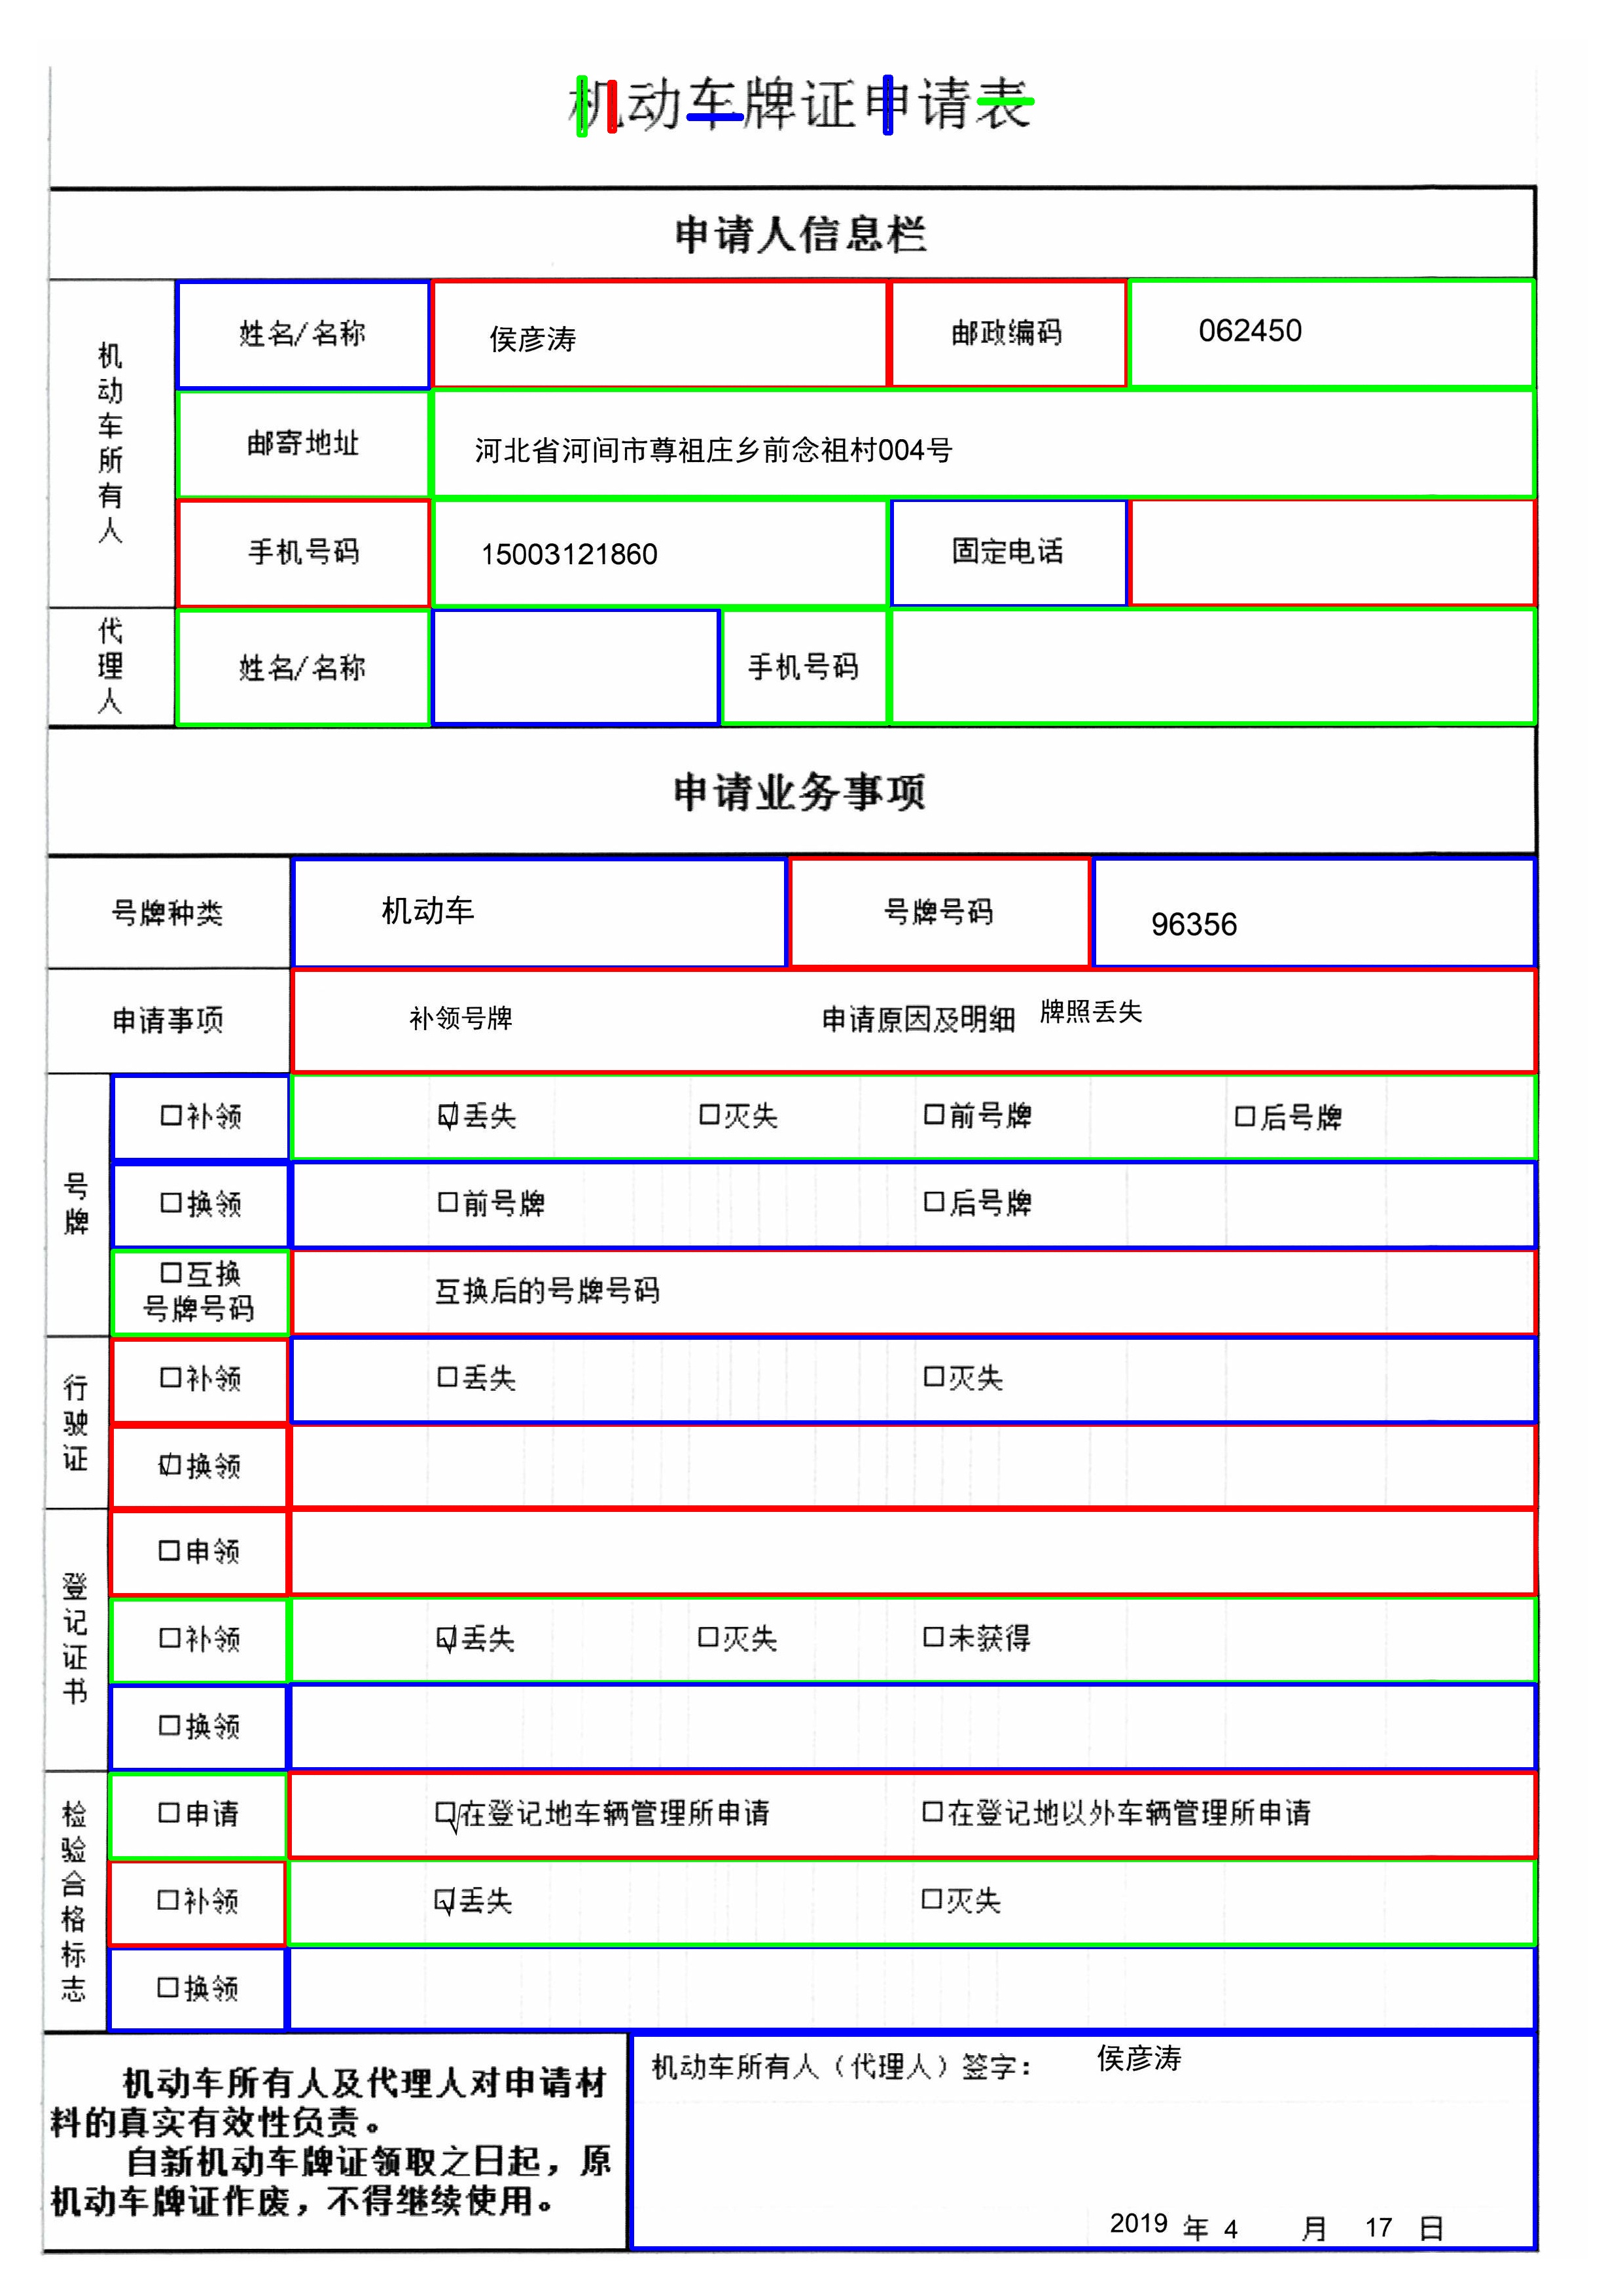 机动车牌证申请表
申请人信息栏
机动车所有人
姓名/名称 侯彦涛 邮政编码 062450
邮寄地址 河北省河间市尊祖庄乡前念祖村004号
手机号码 15003121860 固定电话
代理人
姓名/名称 手机号码
申请业务事项
号牌种类 机动车 号牌号码 96356
申请事项 补领号牌 申请原因及明细 牌照丢失
号牌
□补领 ☑丢失 □灭失 □前号牌 □后号牌
□换领 □前号牌 □后号牌
□互换
号牌号码 互换后的号牌号码
行驶证
□补领 □丢失 □灭失
☑换领
登记证书
□申领
□补领 ☑丢失 □灭失 □未获得
□换领
检验合格标志
□申请 ☑在登记地车辆管理所申请 □在登记地以外车辆管理所申请
□补领 ☑丢失 □灭失
□换领
机动车所有人及代理人对申请材
料的真实有效性负责。
自新机动车牌证领取之日起，原
机动车牌证作废，不得继续使用。
机动车所有人（代理人）签字： 侯彦涛
2019 年 4 月 17 日